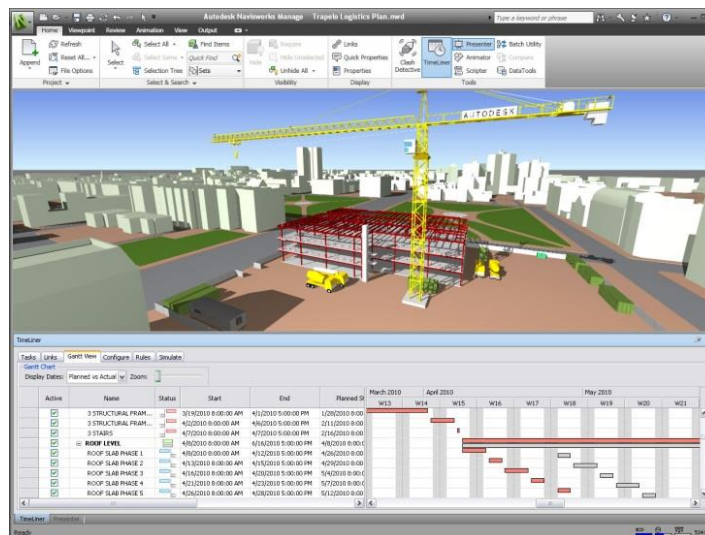 Autodesk Navisworks Manage Trapelo Logistics Plan.nwd
Type a keyword or phrase
Home Viewpoint Review Animation View Output
Append
Refresh
Reset All...
File Options
Project
Select
Select All
Select Same
Selection Tree
Find Items
Quick Find
Sets
Select & Search
Hide
Require
Hide Unselected
Unhide All
Visibility
Links
Quick Properties
Properties
Display
Clash Detective
TimeLiner
Presenter
Animator
Scripter
Batch Utility
Compare
DataTools
Tools
AUTODESK
TimeLiner
Tasks Links Gantt View Configure Rules Simulate
Gantt Chart
Display Dates: Planned vs Actual Zoom:
Active Name Status Start End Planned St
March 2010 April 2010 May 2010
W13 W14 W15 W16 W17 W18 W19 W20 W21
3 STRUCTURAL FRAM... 3/19/2010 8:00:00 AM 4/1/2010 5:00:00 PM 1/28/2010 8:00:
3 STRUCTURAL FRAM... 4/2/2010 8:00:00 AM 4/6/2010 5:00:00 PM 2/11/2010 8:00:
3 STAIRS 4/7/2010 8:00:00 AM 4/7/2010 5:00:00 PM 2/16/2010 8:00:
ROOF LEVEL 4/8/2010 8:00:00 AM 6/16/2010 5:00:00 PM 4/8/2010 8:00:0
ROOF SLAB PHASE 1 4/8/2010 8:00:00 AM 4/12/2010 5:00:00 PM 4/26/2010 8:00:
ROOF SLAB PHASE 2 4/13/2010 8:00:00 AM 4/15/2010 5:00:00 PM 4/29/2010 8:00:
ROOF SLAB PHASE 3 4/16/2010 8:00:00 AM 4/20/2010 5:00:00 PM 5/4/2010 8:00:0
ROOF SLAB PHASE 4 4/21/2010 8:00:00 AM 4/23/2010 5:00:00 PM 5/7/2010 8:00:0
ROOF SLAB PHASE 5 4/26/2010 8:00:00 AM 4/28/2010 5:00:00 PM 5/12/2010 8:00:
TimeLiner Presenter
Ready